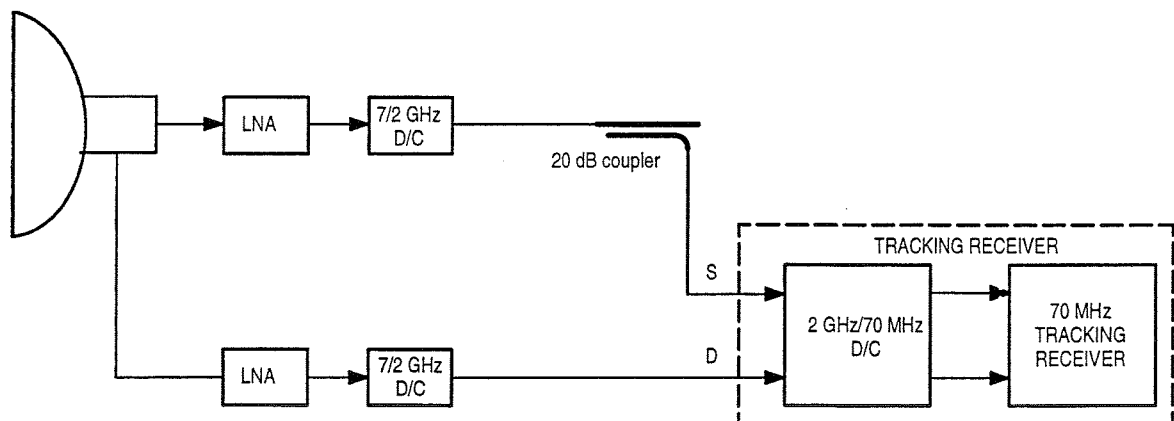 LNA
7/2 GHz
D/C
20 dB coupler
TRACKING RECEIVER
S
2 GHz/70 MHz
D/C
70 MHz
TRACKING
RECEIVER
D
LNA
7/2 GHz
D/C